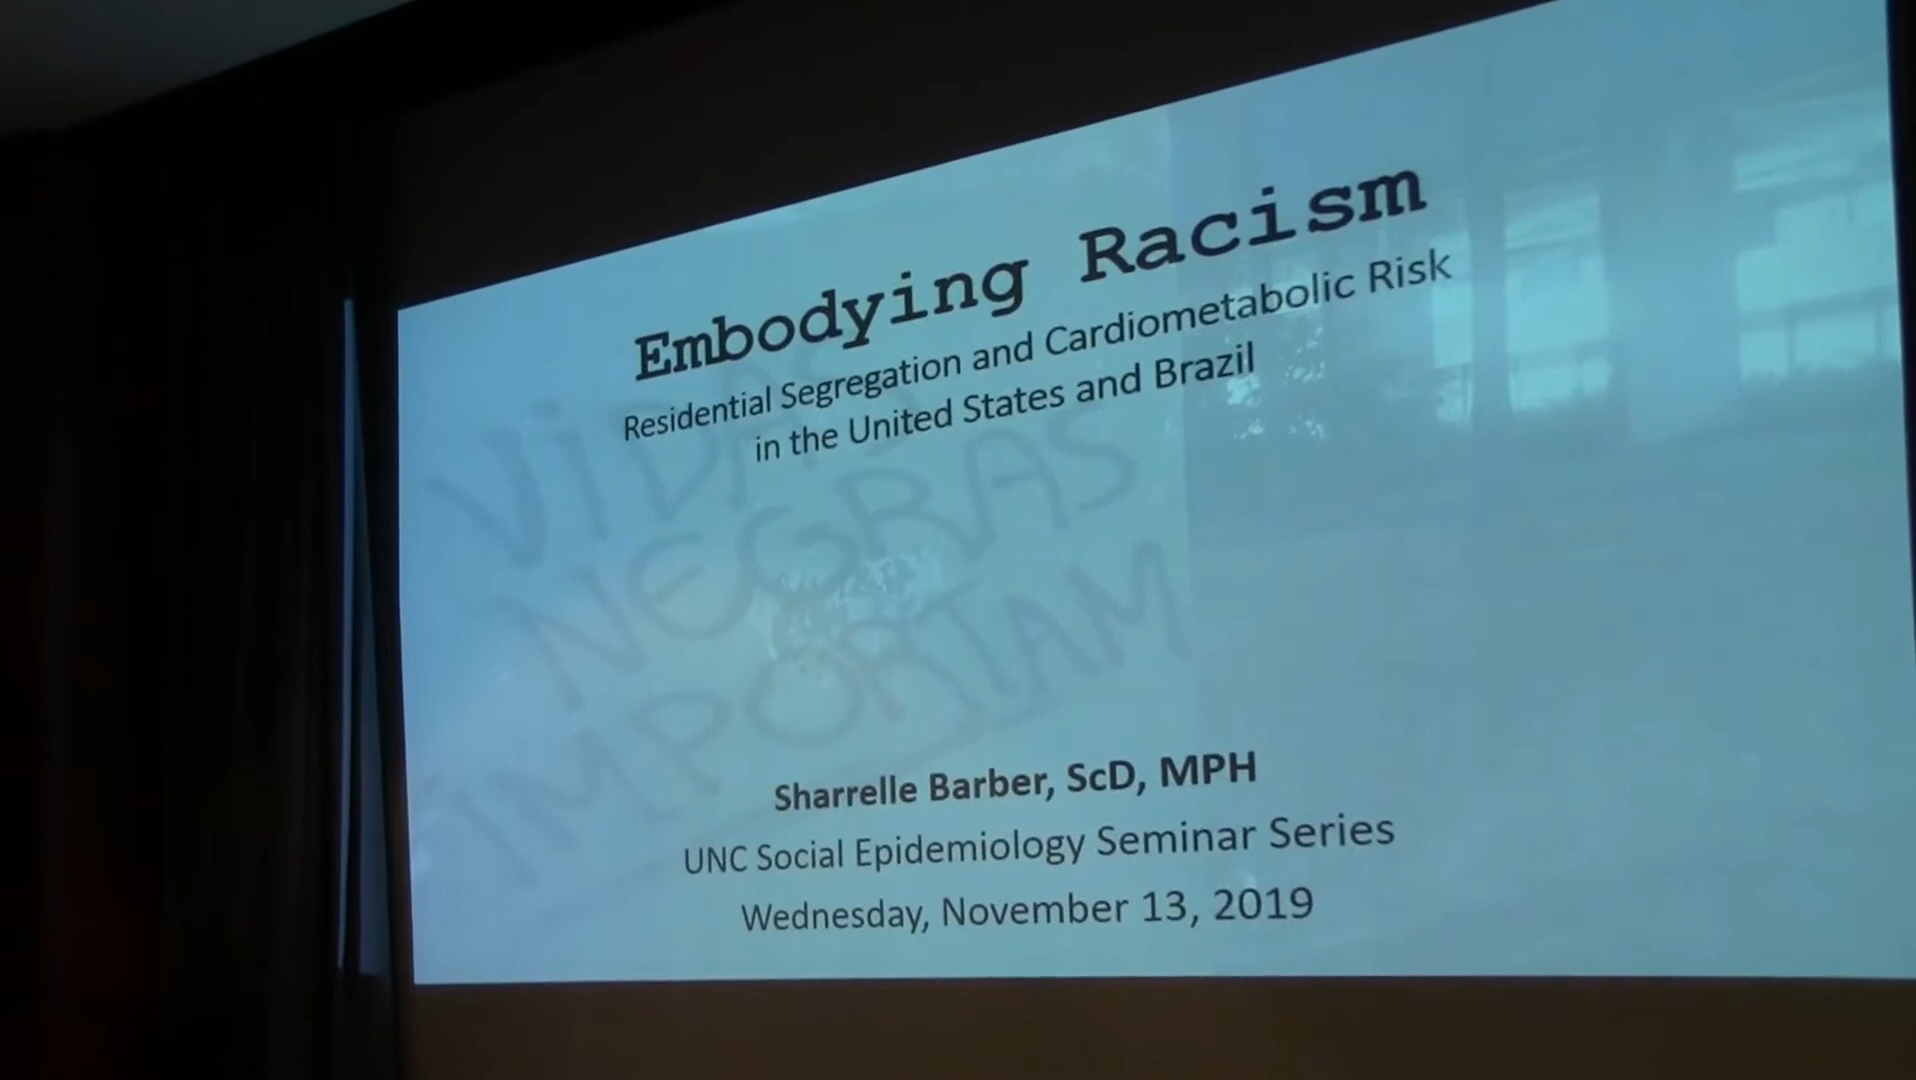 Embodying Racism
Residential Segregation and Cardiometabolic Risk
in the United States and Brazil
VIDAS
NEGRAS
IMPORTAM
Sharrelle Barber, ScD, MPH
UNC Social Epidemiology Seminar Series
Wednesday, November 13, 2019